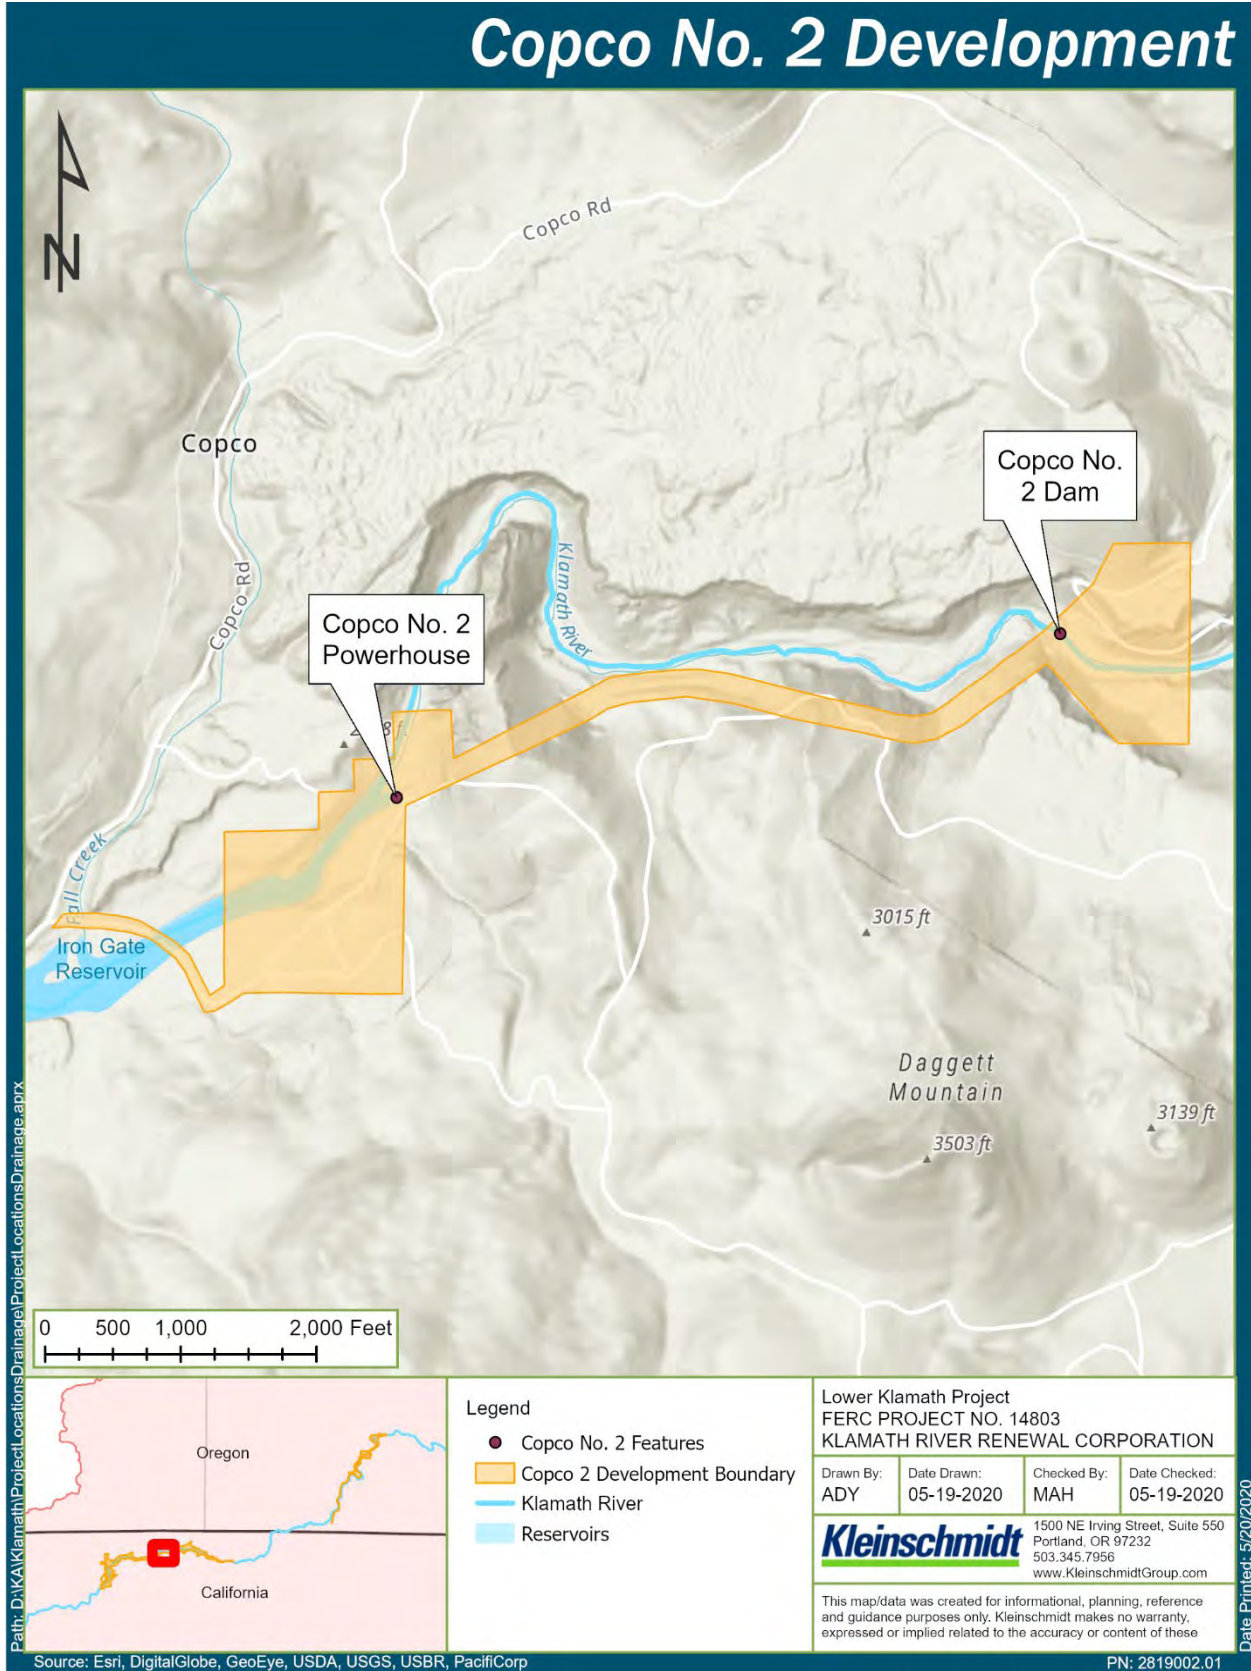 Copco No. 2 Development
N
Copco Rd
Copco
Copco No.
2 Dam
Klamath River
Copco Rd
Copco No. 2
Powerhouse
Fall Creek
Iron Gate
Reservoir
3015 ft
Daggett
Mountain
3139 ft
3503 ft
0 500 1,000 2,000 Feet
Oregon
California
Legend
Copco No. 2 Features
Copco 2 Development Boundary
Klamath River
Reservoirs
Lower Klamath Project
FERC PROJECT NO. 14803
KLAMATH RIVER RENEWAL CORPORATION
Drawn By:
ADY
Date Drawn:
05-19-2020
Checked By:
MAH
Date Checked:
05-19-2020
Kleinschmidt
1500 NE Irving Street, Suite 550
Portland, OR 97232
503.345.7956
www.KleinschmidtGroup.com
This map/data was created for informational, planning, reference
and guidance purposes only. Kleinschmidt makes no warranty,
expressed or implied related to the accuracy or content of these
Path: D:\KA\Klamath\ProjectLocationsDrainage\ProjectLocationsDrainage.aprx
Date Printed: 5/20/2020
Source: Esri, DigitalGlobe, GeoEye, USDA, USGS, USBR, PacifiCorp
PN: 2819002.01